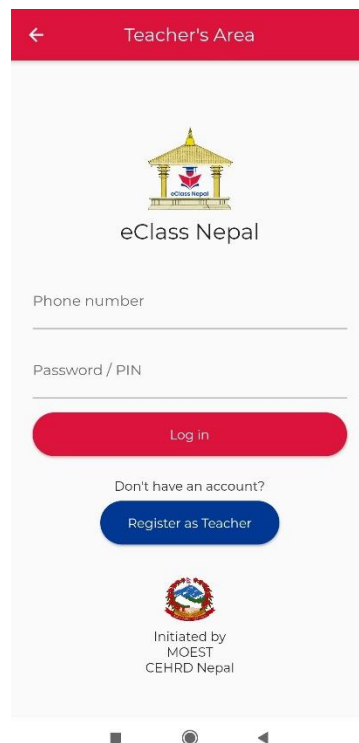 Teacher's Area
eClass Nepal
eClass Nepal
Phone number
Password / PIN
Log in
Don't have an account?
Register as Teacher
Initiated by
MOEST
CEHRD Nepal